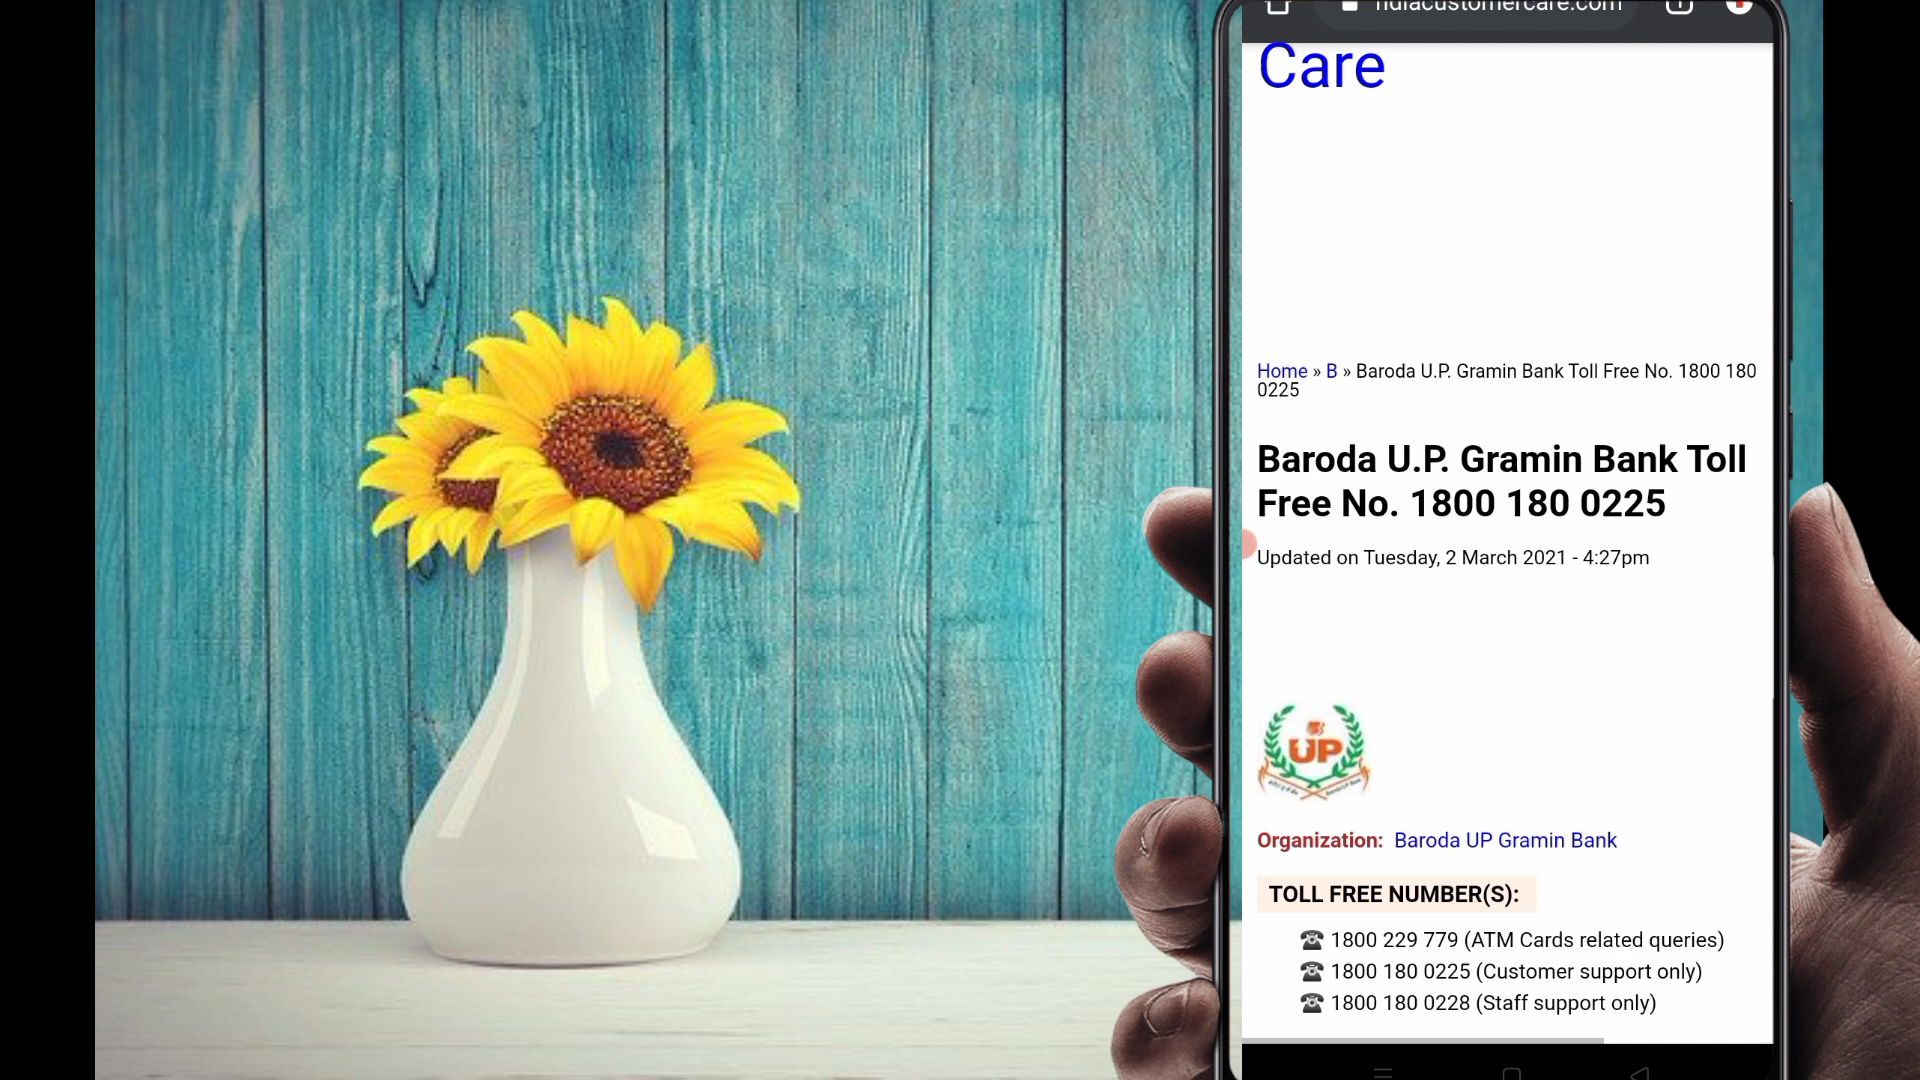 Care
Home » B » Baroda U.P. Gramin Bank Toll Free No. 1800 180
0225
Baroda U.P. Gramin Bank Toll
Free No. 1800 180 0225
Updated on Tuesday, 2 March 2021 - 4:27pm
UP
Organization: Baroda UP Gramin Bank
TOLL FREE NUMBER(S):
1800 229 779 (ATM Cards related queries)
1800 180 0225 (Customer support only)
1800 180 0228 (Staff support only)